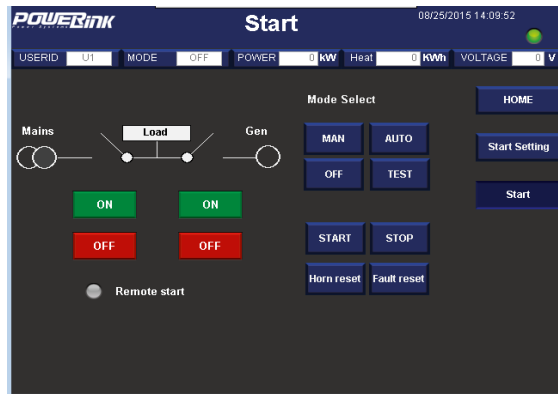 POWERlink Start 08/25/2015 14:09:52
USERID U1 MODE OFF POWER 0 kW Heat 0 KWh VOLTAGE 0 V
Mode Select HOME
Mains Load Gen MAN AUTO
Start Setting
OFF TEST
ON ON Start
OFF OFF START STOP
Horn reset Fault reset
Remote start